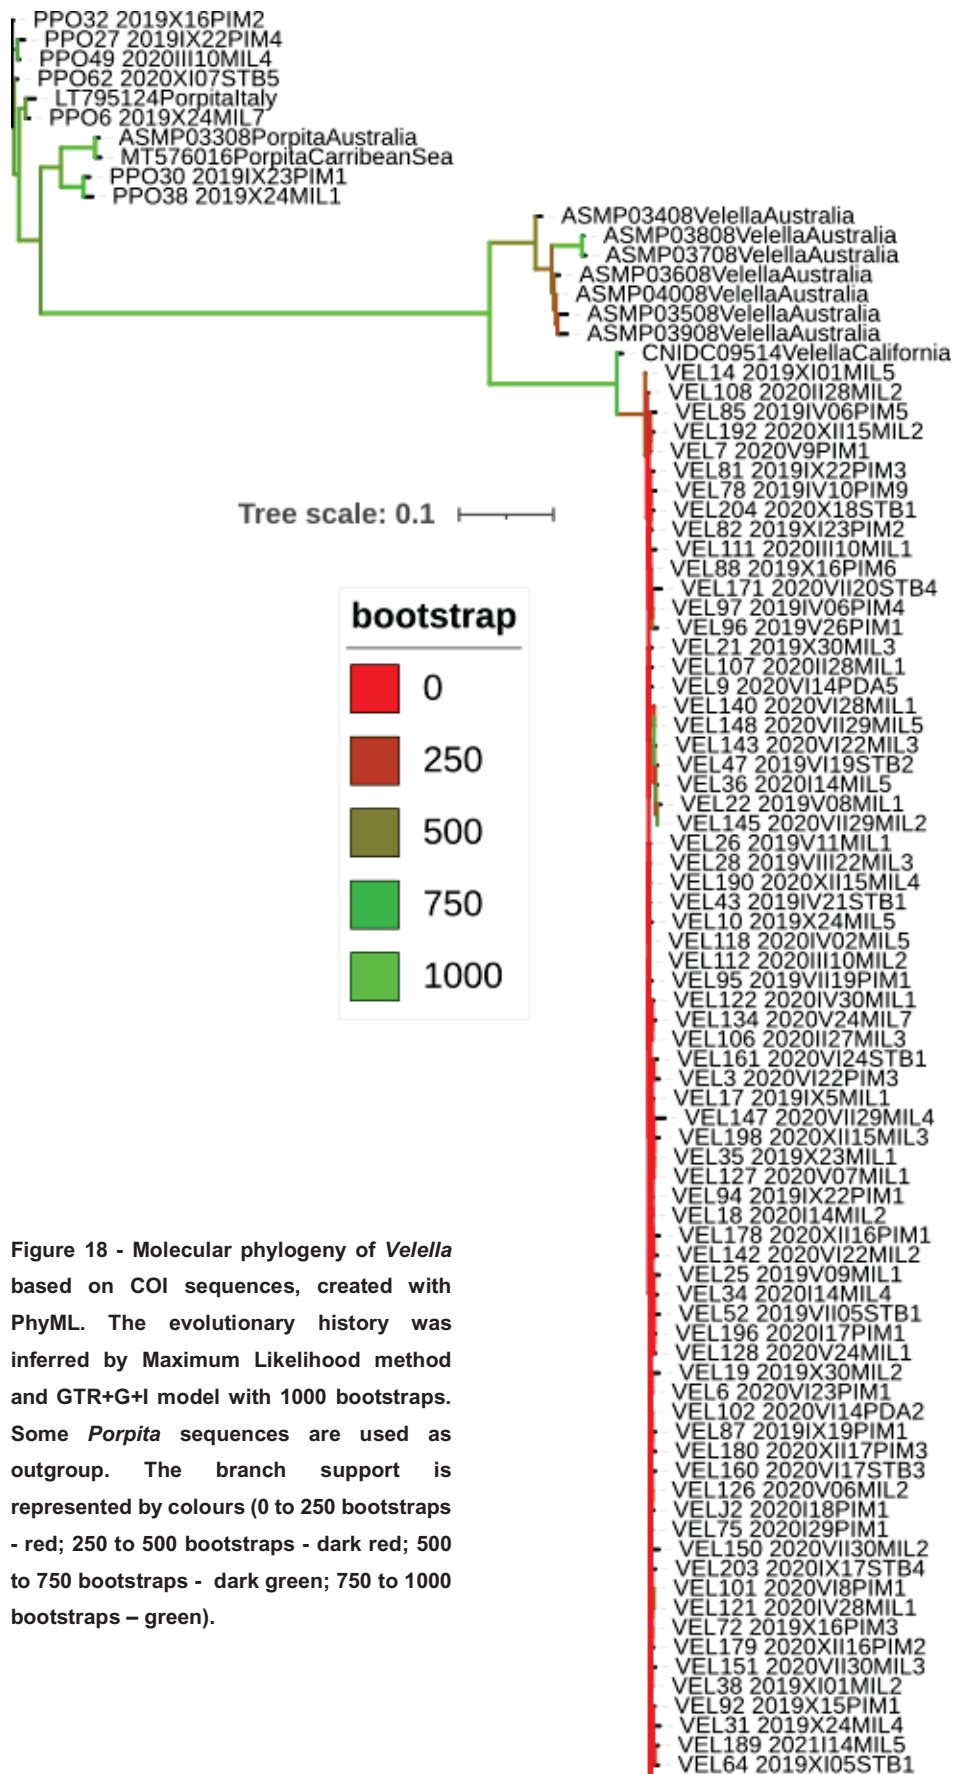 PPO32 2019X16PIM2
PPO27 2019IX22PIM4
PPO49 2020III10MIL4
PPO62 2020XI07STB5
LT795124PorpitaItaly
PPO6 2019X24MIL7
ASMP03308PorpitaAustralia
MT576016PorpitaCarribeanSea
PPO30 2019IX23PIM1
PPO38 2019X24MIL1
ASMP03408VelellaAustralia
ASMP03808VelellaAustralia
ASMP03708VelellaAustralia
ASMP03608VelellaAustralia
ASMP04008VelellaAustralia
ASMP03508VelellaAustralia
ASMP03908VelellaAustralia
CNIDC09514VelellaCalifornia
VEL14 2019XI01MIL5
VEL108 2020II28MIL2
VEL85 2019IV06PIM5
VEL192 2020XII15MIL2
VEL7 2020V9PIM1
VEL81 2019IX22PIM3
VEL78 2019IV10PIM9
VEL204 2020X18STB1
VEL82 2019XI23PIM2
VEL111 2020III10MIL1
VEL88 2019X16PIM6
VEL171 2020VII20STB4
VEL97 2019IV06PIM4
VEL96 2019V26PIM1
VEL21 2019X30MIL3
VEL107 2020II28MIL1
VEL9 2020VI14PDA5
VEL140 2020VI28MIL1
VEL148 2020VII29MIL5
VEL143 2020VI22MIL3
VEL47 2019VI19STB2
VEL36 2020I14MIL5
VEL22 2019V08MIL1
VEL145 2020VII29MIL2
VEL26 2019V11MIL1
VEL28 2019VIII22MIL3
VEL190 2020XII15MIL4
VEL43 2019IV21STB1
VEL10 2019X24MIL5
VEL118 2020IV02MIL5
VEL112 2020III10MIL2
VEL95 2019VII19PIM1
VEL122 2020IV30MIL1
VEL134 2020V24MIL7
VEL106 2020II27MIL3
VEL161 2020VI24STB1
VEL3 2020VI22PIM3
VEL17 2019IX5MIL1
VEL147 2020VII29MIL4
VEL198 2020XII15MIL3
VEL35 2019X23MIL1
VEL127 2020V07MIL1
VEL94 2019IX22PIM1
VEL18 2020I14MIL2
VEL178 2020XII16PIM1
VEL142 2020VI22MIL2
VEL25 2019V09MIL1
VEL34 2020I14MIL4
VEL52 2019VII05STB1
VEL196 2020I17PIM1
VEL128 2020V24MIL1
VEL19 2019X30MIL2
VEL6 2020VI23PIM1
VEL102 2020VI14PDA2
VEL87 2019IX19PIM1
VEL180 2020XII17PIM3
VEL160 2020VI17STB3
VEL126 2020V06MIL2
VELJ2 2020I18PIM1
VEL75 2020I29PIM1
VEL150 2020VII30MIL2
VEL203 2020IX17STB4
VEL101 2020VI8PIM1
VEL121 2020IV28MIL1
VEL72 2019X16PIM3
VEL179 2020XII16PIM2
VEL151 2020VII30MIL3
VEL38 2019XI01MIL2
VEL92 2019X15PIM1
VEL31 2019X24MIL4
VEL189 2021I14MIL5
VEL64 2019XI05STB1
Tree scale: 0.1
bootstrap
0
250
500
750
1000
Figure 18 - Molecular phylogeny of Velella
based on COI sequences, created with
PhyML. The evolutionary history was
inferred by Maximum Likelihood method
and GTR+G+I model with 1000 bootstraps.
Some Porpita sequences are used as
outgroup. The branch support is
represented by colours (0 to 250 bootstraps
- red; 250 to 500 bootstraps - dark red; 500
to 750 bootstraps - dark green; 750 to 1000
bootstraps – green).